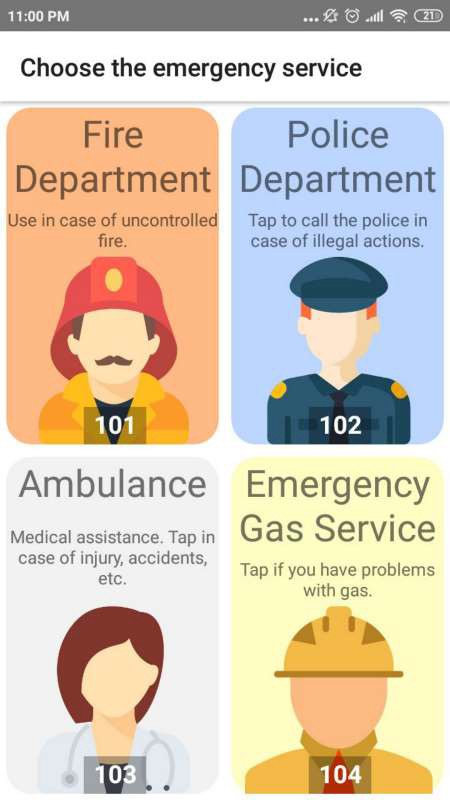 11:00 PM
21
Choose the emergency service
Fire
Department
Use in case of uncontrolled
fire.
101
Police
Department
Tap to call the police in
case of illegal actions.
102
Ambulance
Medical assistance. Tap in
case of injury, accidents,
etc.
103
Emergency
Gas Service
Tap if you have problems
with gas.
104